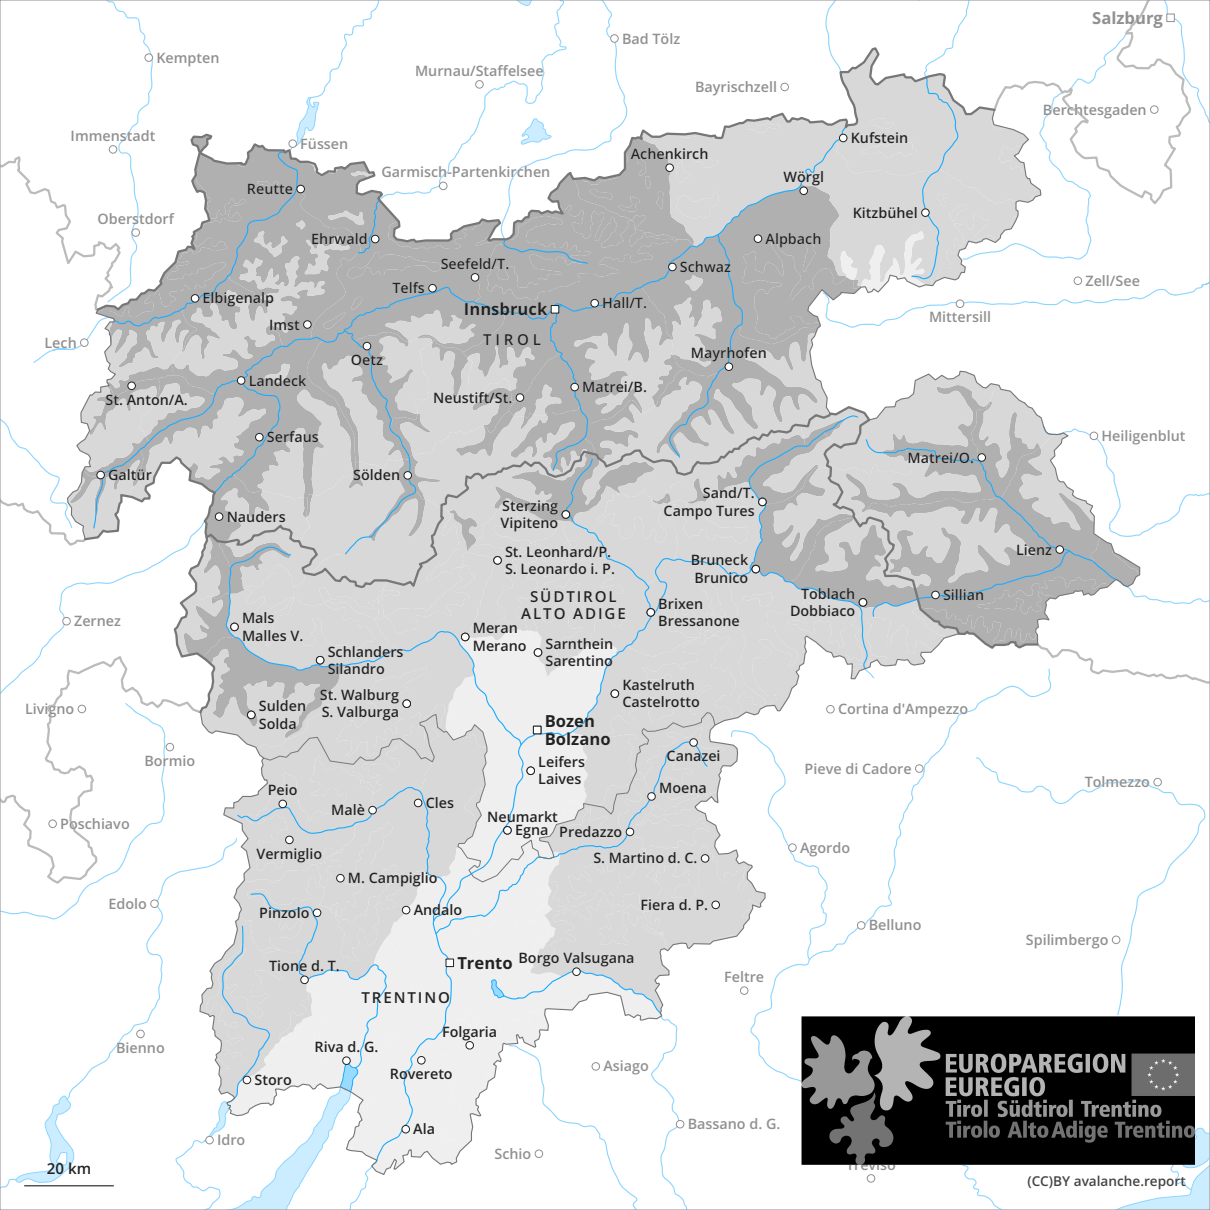 Salzburg
Bad Tölz
Kempten
Murnau/Staffelsee
Bayrischzell
Berchtesgaden
Immenstadt
Kufstein
Füssen
Achenkirch
Garmisch-Partenkirchen
Wörgl
Reutte
Oberstdorf
Kitzbühel
Ehrwald
Alpbach
Seefeld/T.
Schwaz
Zell/See
Telfs
Elbigenalp
Innsbruck
Hall/T.
Mittersill
Imst
TIROL
Lech
Oetz
Mayrhofen
Landeck
Matrei/B.
St. Anton/A.
Neustift/St.
Serfaus
Heiligenblut
Matrei/O.
Galtür
Sölden
Sand/T.
Campo Tures
Sterzing
Vipiteno
Nauders
St. Leonhard/P.
S. Leonardo i. P.
Lienz
Bruneck
Brunico
SÜDTIROL
ALTO ADIGE
Toblach
Dobbiaco
Sillian
Brixen
Bressanone
Zernez
Mals
Malles V.
Meran
Merano
Sarnthein
Sarentino
Schlanders
Silandro
Kastelruth
Castelrotto
St. Walburg
S. Valburga
Livigno
Sulden
Solda
Cortina d'Ampezzo
Bozen
Bolzano
Bormio
Canazei
Leifers
Laives
Pieve di Cadore
Tolmezzo
Peio
Moena
Malè
Cles
Neumarkt
Egna
Poschiavo
Predazzo
Vermiglio
S. Martino d. C.
Agordo
M. Campiglio
Edolo
Pinzolo
Andalo
Fiera d. P.
Belluno
Spilimbergo
Tione d. T.
Trento
Borgo Valsugana
Feltre
TRENTINO
Folgaria
Bienno
Riva d. G.
Rovereto
Asiago
Storo
EUROPAREGION
EUREGIO
Tirol Südtirol Trentino
Tirolo Alto Adige Trentino
Idro
Ala
Bassano d. G.
Schio
Treviso
20 km
(CC)BY avalanche.report